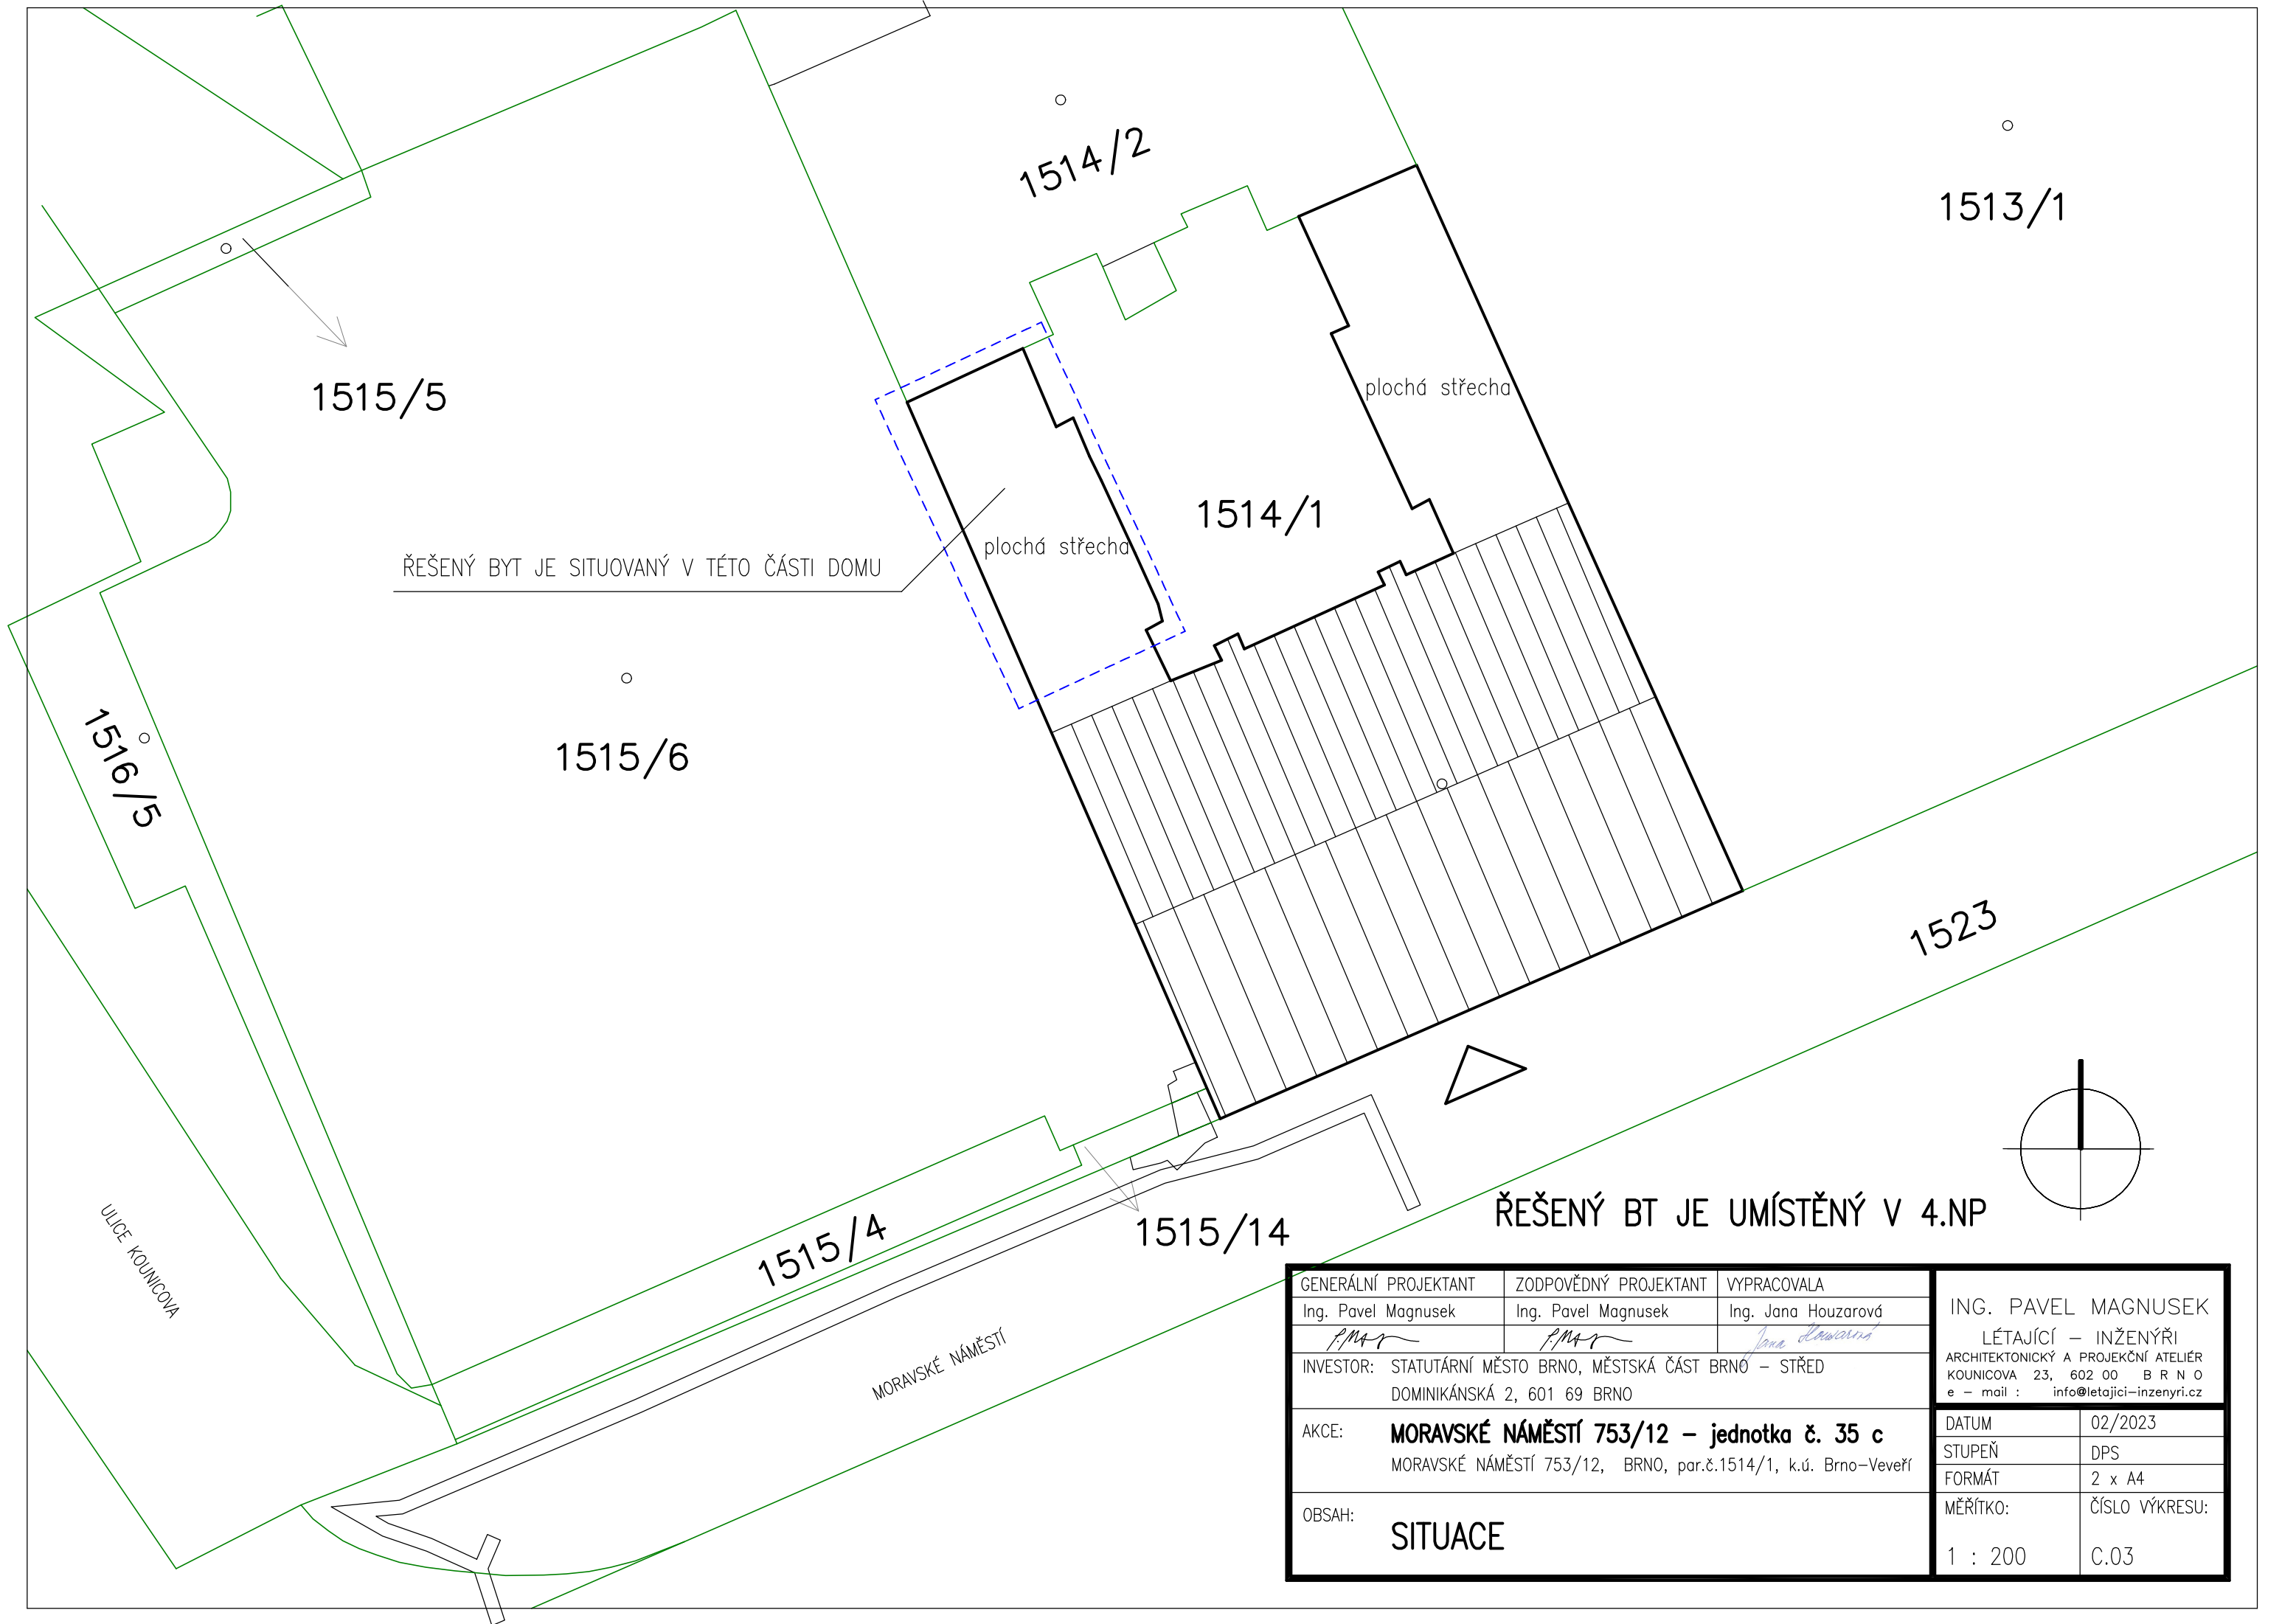 1514/2
1513/1
1515/5
plochá střecha
1514/1
plochá střecha
ŘEŠENÝ BYT JE SITUOVANÝ V TÉTO ČÁSTI DOMU
1516/5
1515/6
1523
ULICE KOUNICOVA
1515/4
1515/14
MORAVSKÉ NÁMĚSTÍ
ŘEŠENÝ BT JE UMÍSTĚNÝ V 4.NP
GENERÁLNÍ PROJEKTANT ZODPOVĚDNÝ PROJEKTANT VYPRACOVALA
Ing. Pavel Magnusek Ing. Pavel Magnusek Ing. Jana Houzarová
P.Mag P.Mag Jana Houzarová
INVESTOR: STATUTÁRNÍ MĚSTO BRNO, MĚSTSKÁ ČÁST BRNO – STŘED
DOMINIKÁNSKÁ 2, 601 69 BRNO
AKCE: MORAVSKÉ NÁMĚSTÍ 753/12 – jednotka č. 35 c
MORAVSKÉ NÁMĚSTÍ 753/12, BRNO, par.č.1514/1, k.ú. Brno–Veveří
OBSAH: SITUACE
ING. PAVEL MAGNUSEK
LÉTAJÍCÍ – INŽENÝŘI
ARCHITEKTONICKÝ A PROJEKČNÍ ATELIÉR
KOUNICOVA 23, 602 00 B R N O
e – mail : info@letajici–inzenyri.cz
DATUM 02/2023
STUPEŇ DPS
FORMÁT 2 x A4
MĚŘÍTKO: ČÍSLO VÝKRESU:
1 : 200 C.03